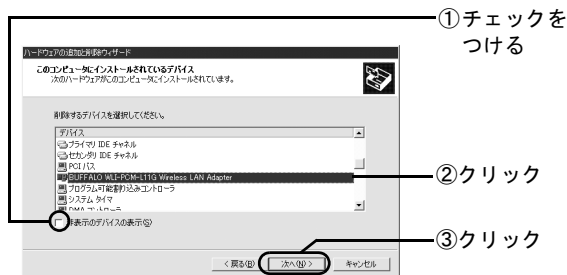 ①チェックを
つける
ハードウェアの追加と削除ウィザード
このコンピュータにインストールされているデバイス
次のハードウェアがこのコンピュータにインストールされています。
削除するデバイスを選択してください。
デバイス
プライマリ IDE チャネル
セカンダリ IDE チャネル
PCI バス
BUFFALO WLI-PCM-L11G Wireless LAN Adapter
プログラム可能割り込みコントローラ
システム タイマ
DMA コントローラ
非表示のデバイスの表示(S)
②クリック
< 戻る(B)
次へ(N) >
キャンセル
③クリック